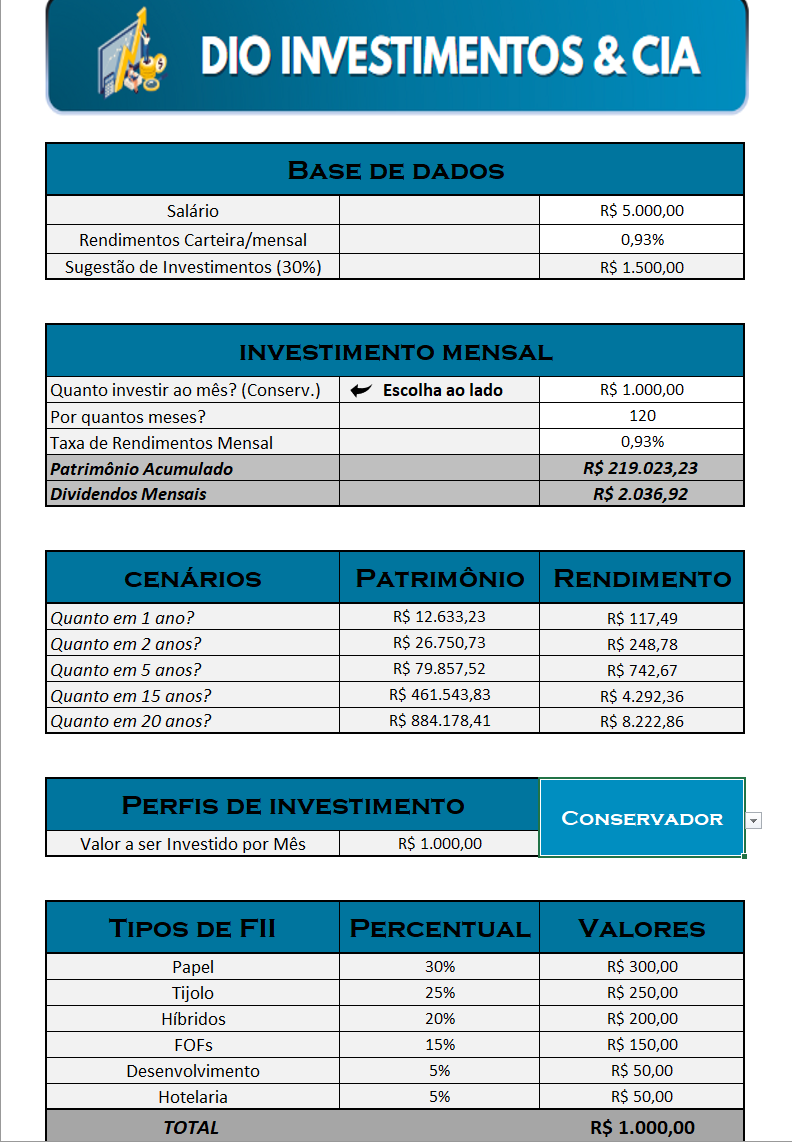 DIO INVESTIMENTOS & CIA
BASE DE DADOS
Salário R$ 5.000,00
Rendimentos Carteira/mensal 0,93%
Sugestão de Investimentos (30%) R$ 1.500,00
INVESTIMENTO MENSAL
Quanto investir ao mês? (Conserv.) Escolha ao lado R$ 1.000,00
Por quantos meses? 120
Taxa de Rendimentos Mensal 0,93%
Patrimônio Acumulado R$ 219.023,23
Dividendos Mensais R$ 2.036,92
CENÁRIOS PATRIMÔNIO RENDIMENTO
Quanto em 1 ano? R$ 12.633,23 R$ 117,49
Quanto em 2 anos? R$ 26.750,73 R$ 248,78
Quanto em 5 anos? R$ 79.857,52 R$ 742,67
Quanto em 15 anos? R$ 461.543,83 R$ 4.292,36
Quanto em 20 anos? R$ 884.178,41 R$ 8.222,86
PERFIS DE INVESTIMENTO CONSERVADOR
Valor a ser Investido por Mês R$ 1.000,00
TIPOS DE FII PERCENTUAL VALORES
Papel 30% R$ 300,00
Tijolo 25% R$ 250,00
Híbridos 20% R$ 200,00
FOFs 15% R$ 150,00
Desenvolvimento 5% R$ 50,00
Hotelaria 5% R$ 50,00
TOTAL R$ 1.000,00